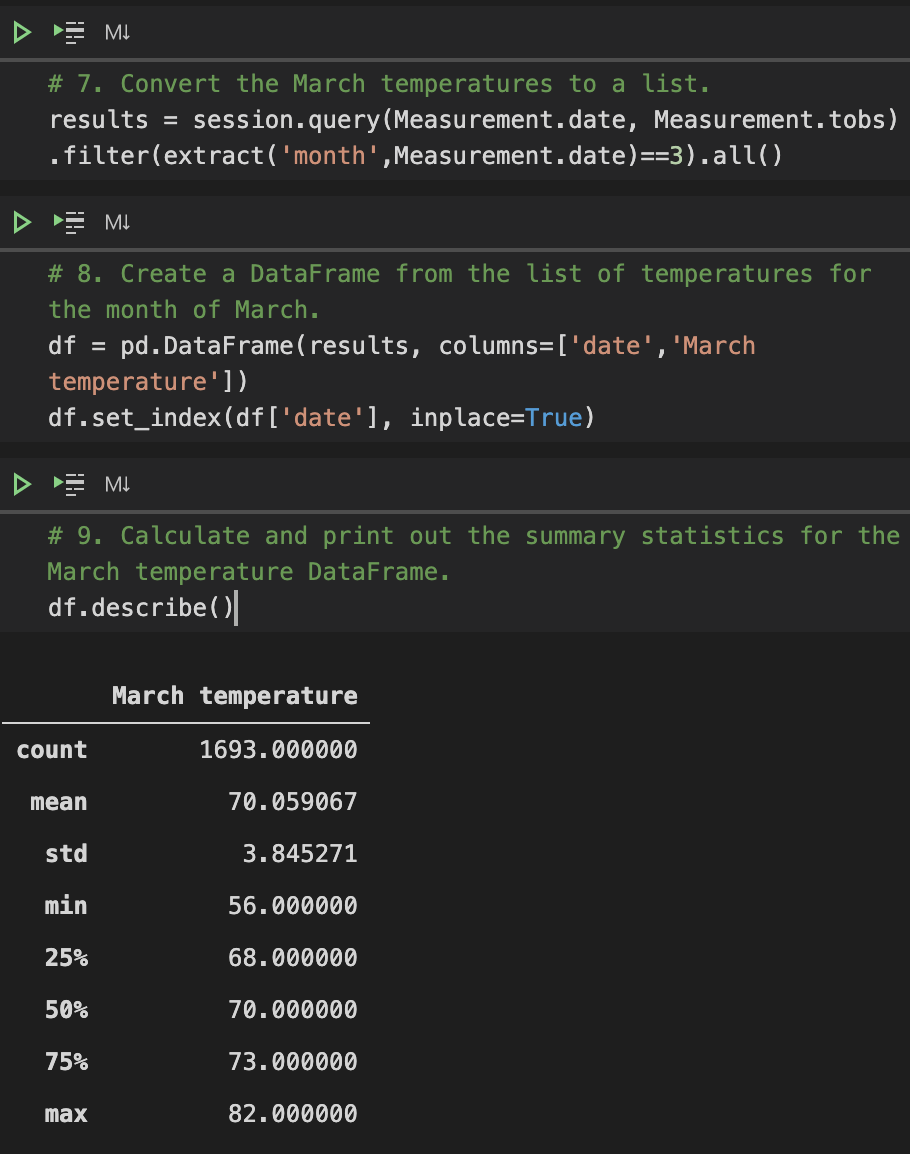 M↓
# 7. Convert the March temperatures to a list.
results = session.query(Measurement.date, Measurement.tobs)
.filter(extract('month',Measurement.date)==3).all()
M↓
# 8. Create a DataFrame from the list of temperatures for
the month of March.
df = pd.DataFrame(results, columns=['date','March
temperature'])
df.set_index(df['date'], inplace=True)
M↓
# 9. Calculate and print out the summary statistics for the
March temperature DataFrame.
df.describe()
March temperature
count 1693.000000
mean 70.059067
std 3.845271
min 56.000000
25% 68.000000
50% 70.000000
75% 73.000000
max 82.000000